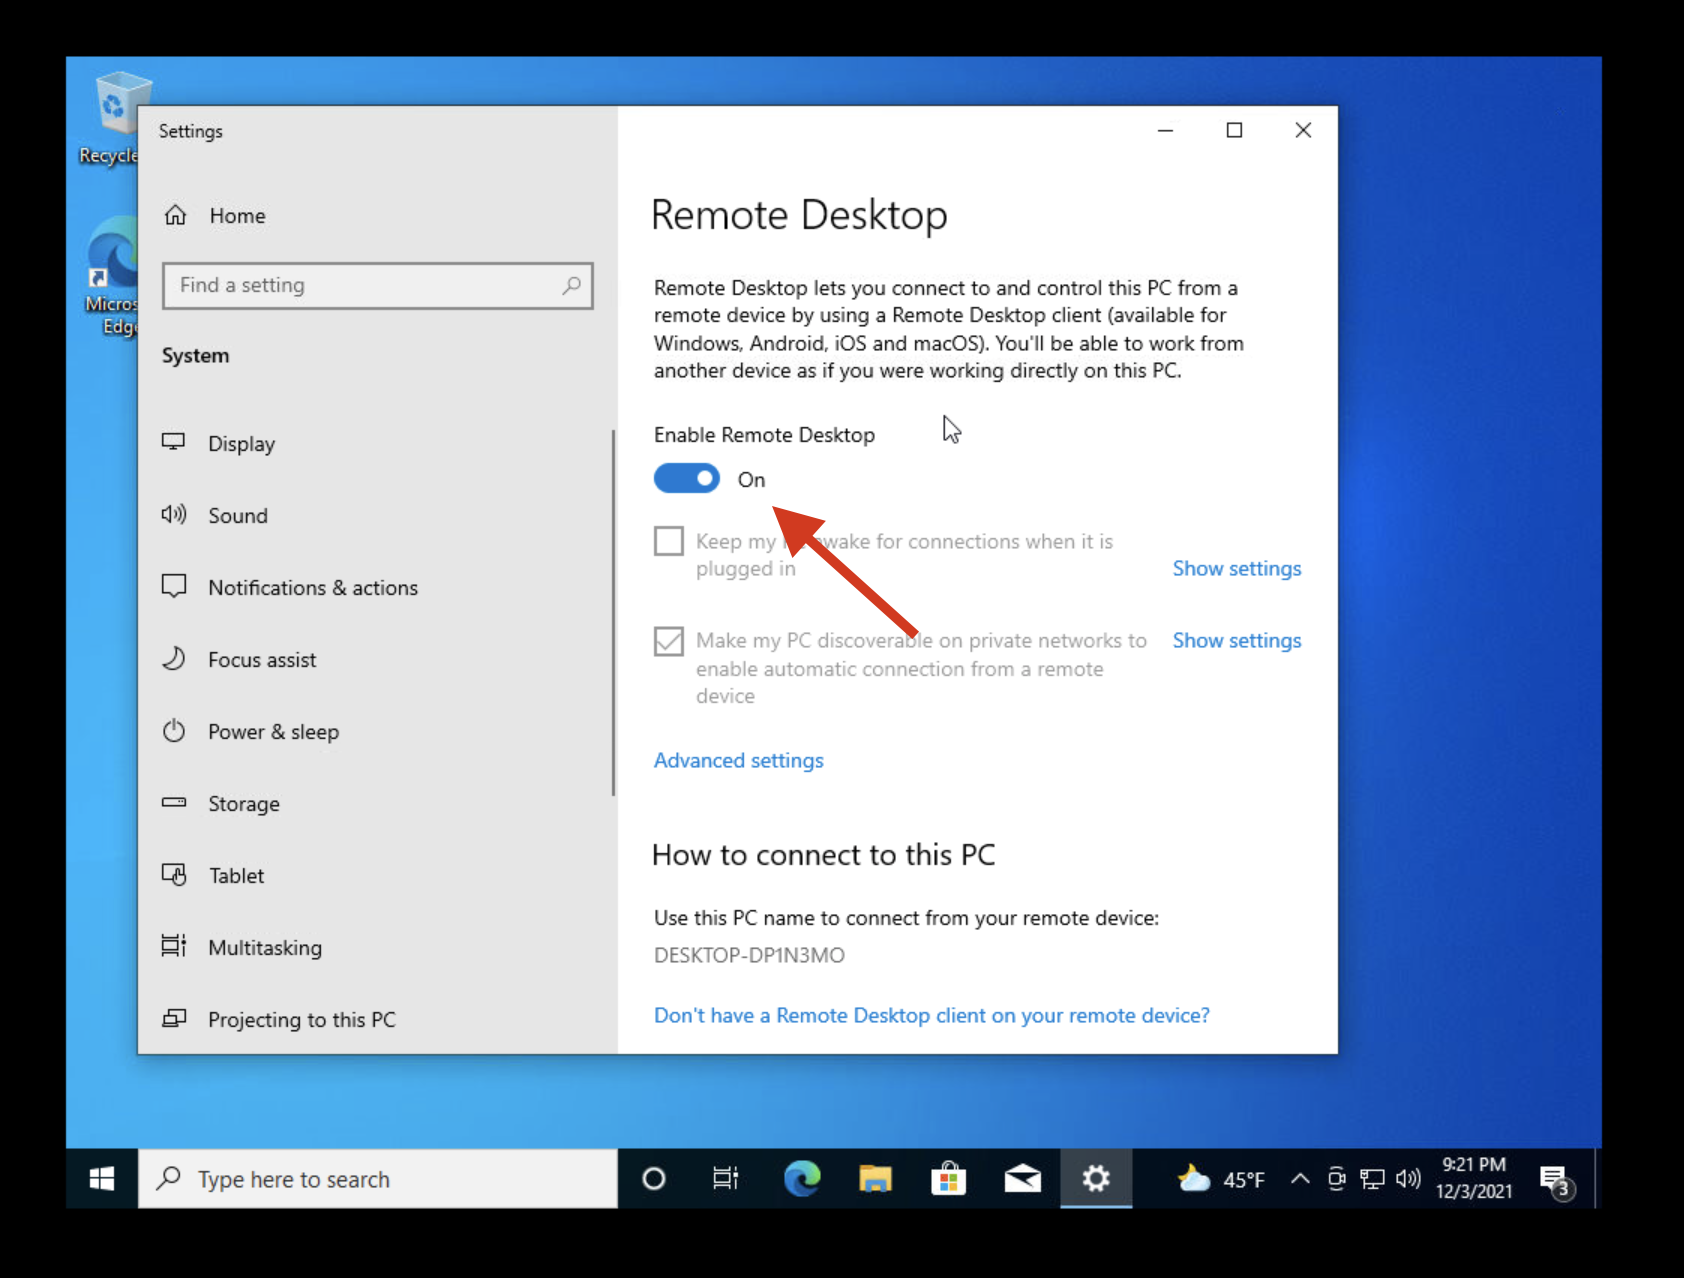 Recycle
Micros
Edge
Settings
Home
Find a setting
System
Display
Sound
Notifications & actions
Focus assist
Power & sleep
Storage
Tablet
Multitasking
Projecting to this PC
Remote Desktop
Remote Desktop lets you connect to and control this PC from a
remote device by using a Remote Desktop client (available for
Windows, Android, iOS and macOS). You'll be able to work from
another device as if you were working directly on this PC.
Enable Remote Desktop
On
Keep my awake for connections when it is
plugged in
Show settings
Make my PC discoverable on private networks to
enable automatic connection from a remote
device
Show settings
Advanced settings
How to connect to this PC
Use this PC name to connect from your remote device:
DESKTOP-DP1N3MO
Don't have a Remote Desktop client on your remote device?
Type here to search
45°F
9:21 PM
12/3/2021
3